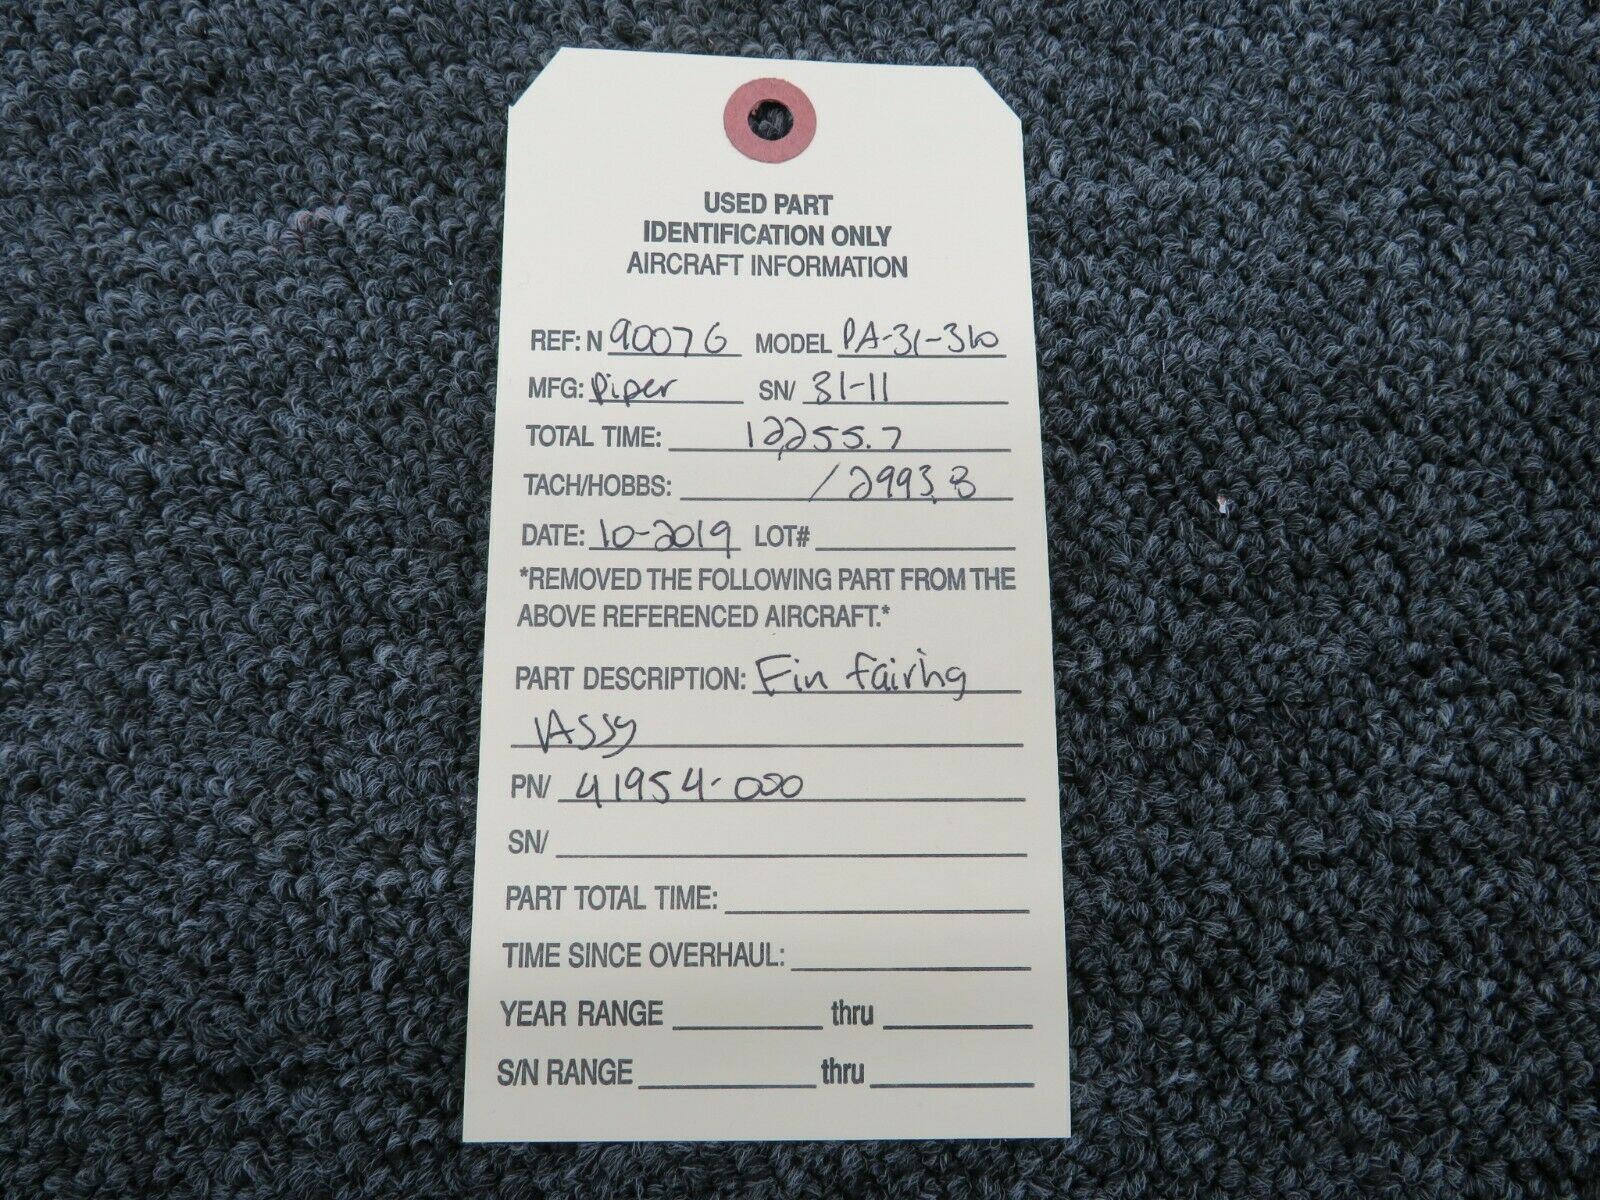 USED PART
IDENTIFICATION ONLY
AIRCRAFT INFORMATION
REF: N 90076 MODEL PA-31-310
MFG: Piper SN/ 31-11
TOTAL TIME: 12255.7
TACH/HOBBS: /2993.8
DATE: 10-2019 LOT#
*REMOVED THE FOLLOWING PART FROM THE
ABOVE REFERENCED AIRCRAFT.*
PART DESCRIPTION: Fin fairing
Assy
PN/ 41954-000
SN/
PART TOTAL TIME:
TIME SINCE OVERHAUL:
YEAR RANGE thru
S/N RANGE thru